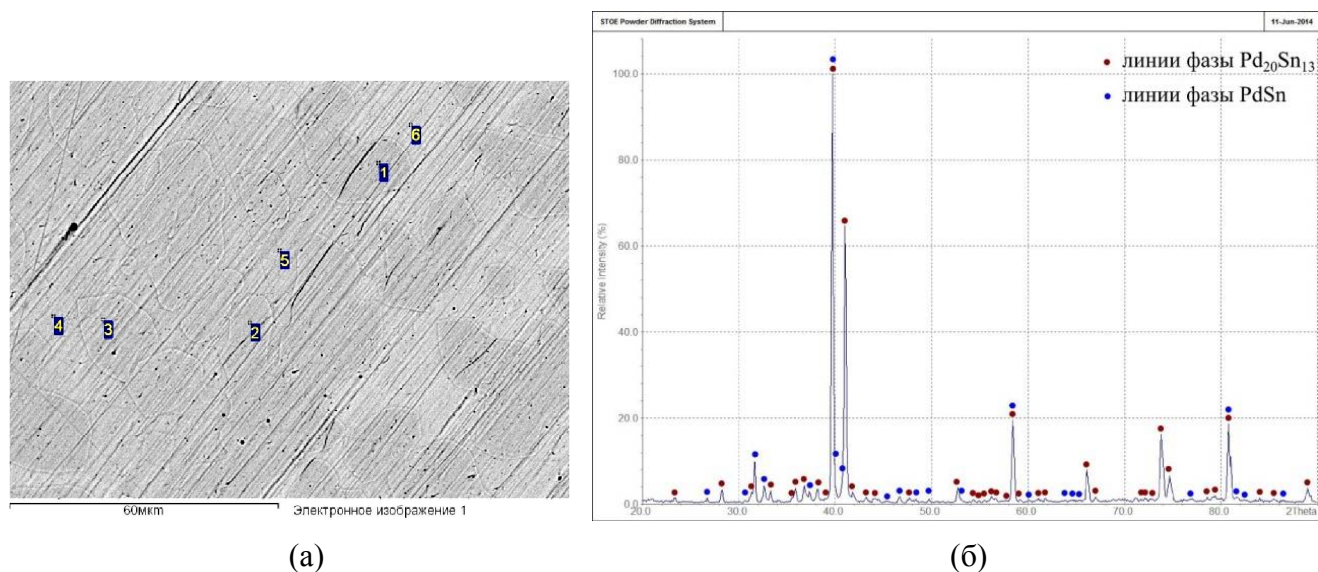 6
1
5
4
3
2
60мкm
Электронное изображение 1
(а)
STOE Powder Diffraction System
11-Jun-2014
линии фазы Pd₂₀Sn₁₃
линии фазы PdSn
Relative Intensity (%)
100.0
80.0
60.0
40.0
20.0
0.0
20.0
30.0
40.0
50.0
60.0
70.0
80.0
2Theta
(б)